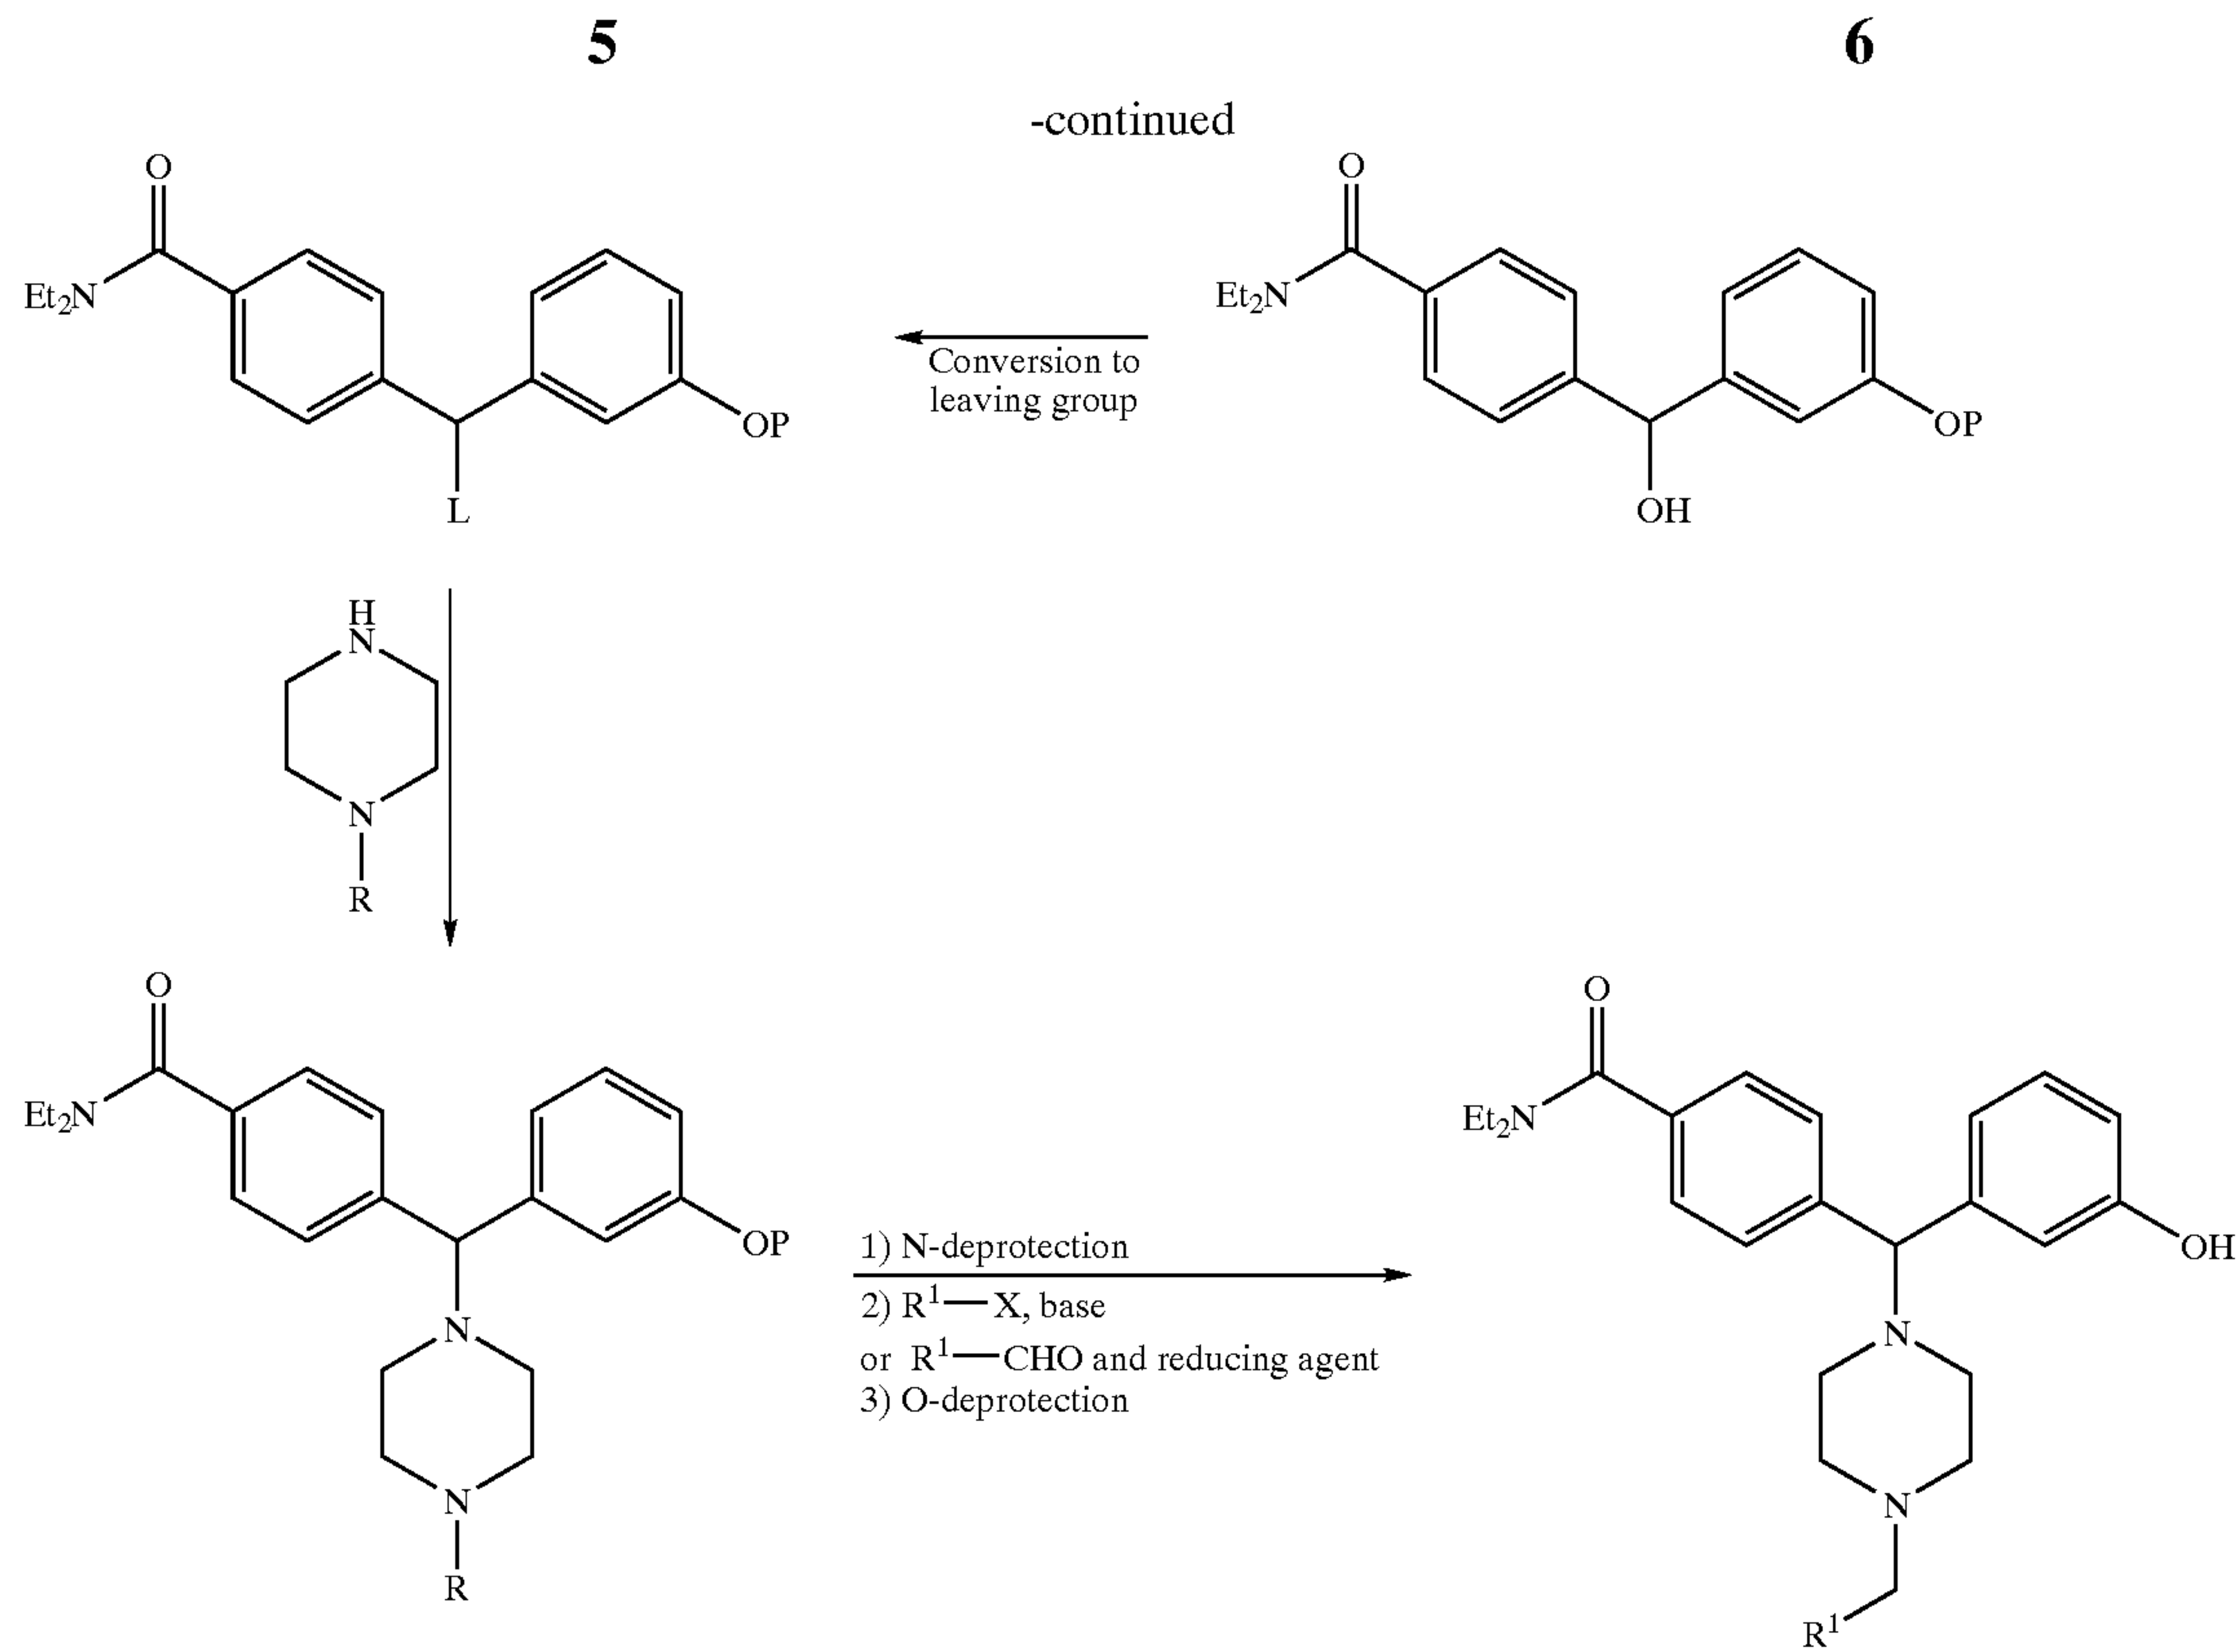 5
6
-continued
O
Et₂N
OP
L
Conversion to
leaving group
O
Et₂N
OP
OH
H
N
N
R
O
Et₂N
OP
N
N
R
1) N-deprotection
2) R¹—X, base
or R¹—CHO and reducing agent
3) O-deprotection
O
Et₂N
OH
N
N
R¹